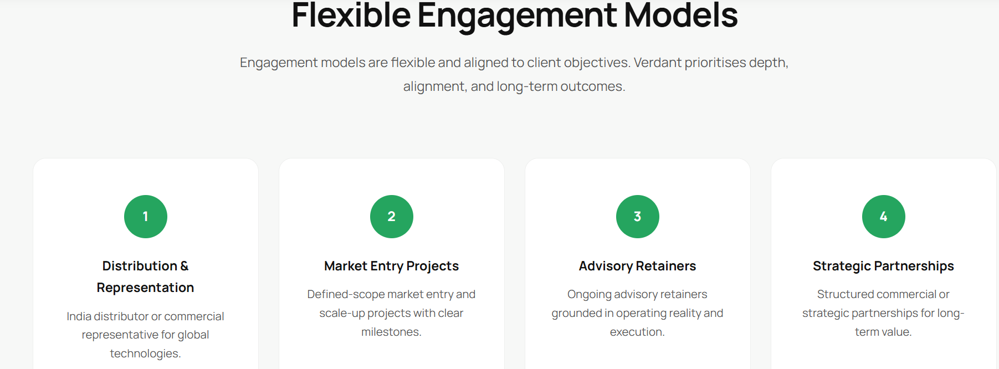 Flexible Engagement Models
Engagement models are flexible and aligned to client objectives. Verdant prioritises depth,
alignment, and long-term outcomes.
1
Distribution &
Representation
India distributor or commercial
representative for global
technologies.
2
Market Entry Projects
Defined-scope market entry and
scale-up projects with clear
milestones.
3
Advisory Retainers
Ongoing advisory retainers
grounded in operating reality and
execution.
4
Strategic Partnerships
Structured commercial or
strategic partnerships for long-
term value.